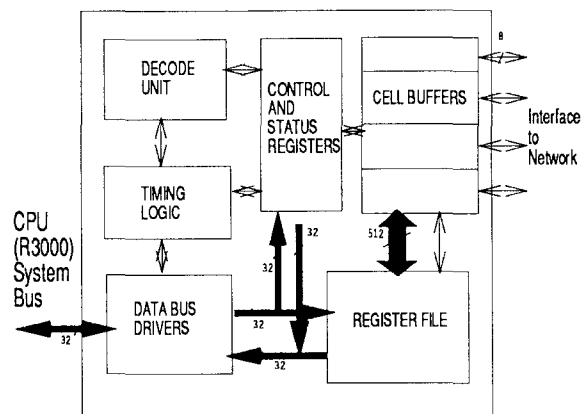 8
DECODE
UNIT
CONTROL
AND
STATUS
REGISTERS
CELL BUFFERS
Interface
to
Network
TIMING
LOGIC
CPU
(R3000)
System
Bus
512
32
32
DATA BUS
DRIVERS
32
32
32
REGISTER FILE